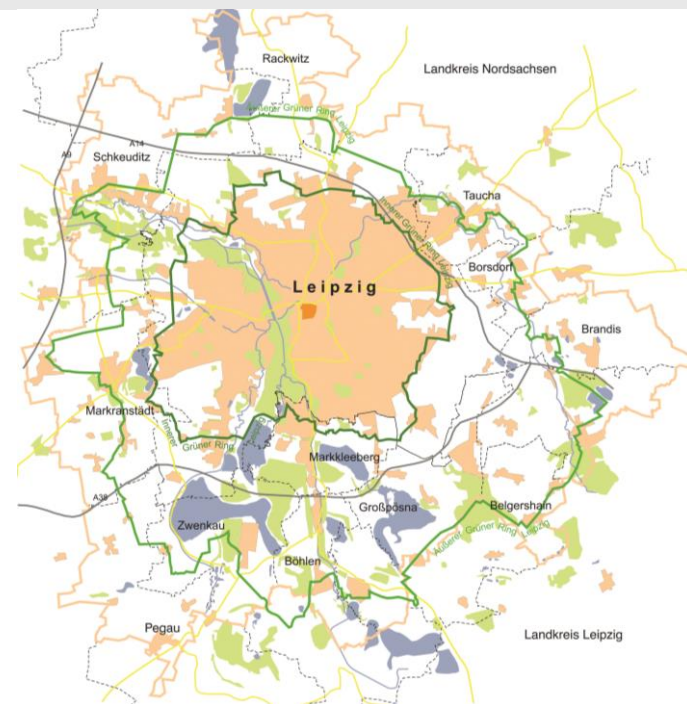 Rackwitz
Landkreis Nordsachsen
Äußerer Grüner Ring Leipzig
A9
A14
Schkeuditz
Taucha
Innerer Grüner Ring Leipzig
Borsdorf
Leipzig
Brandis
Markranstädt
Innerer Grüner Ring
Markkleeberg
A38
Großpösna
Belgershain
Zwenkau
Äußerer Grüner Ring Leipzig
Böhlen
Pegau
Landkreis Leipzig